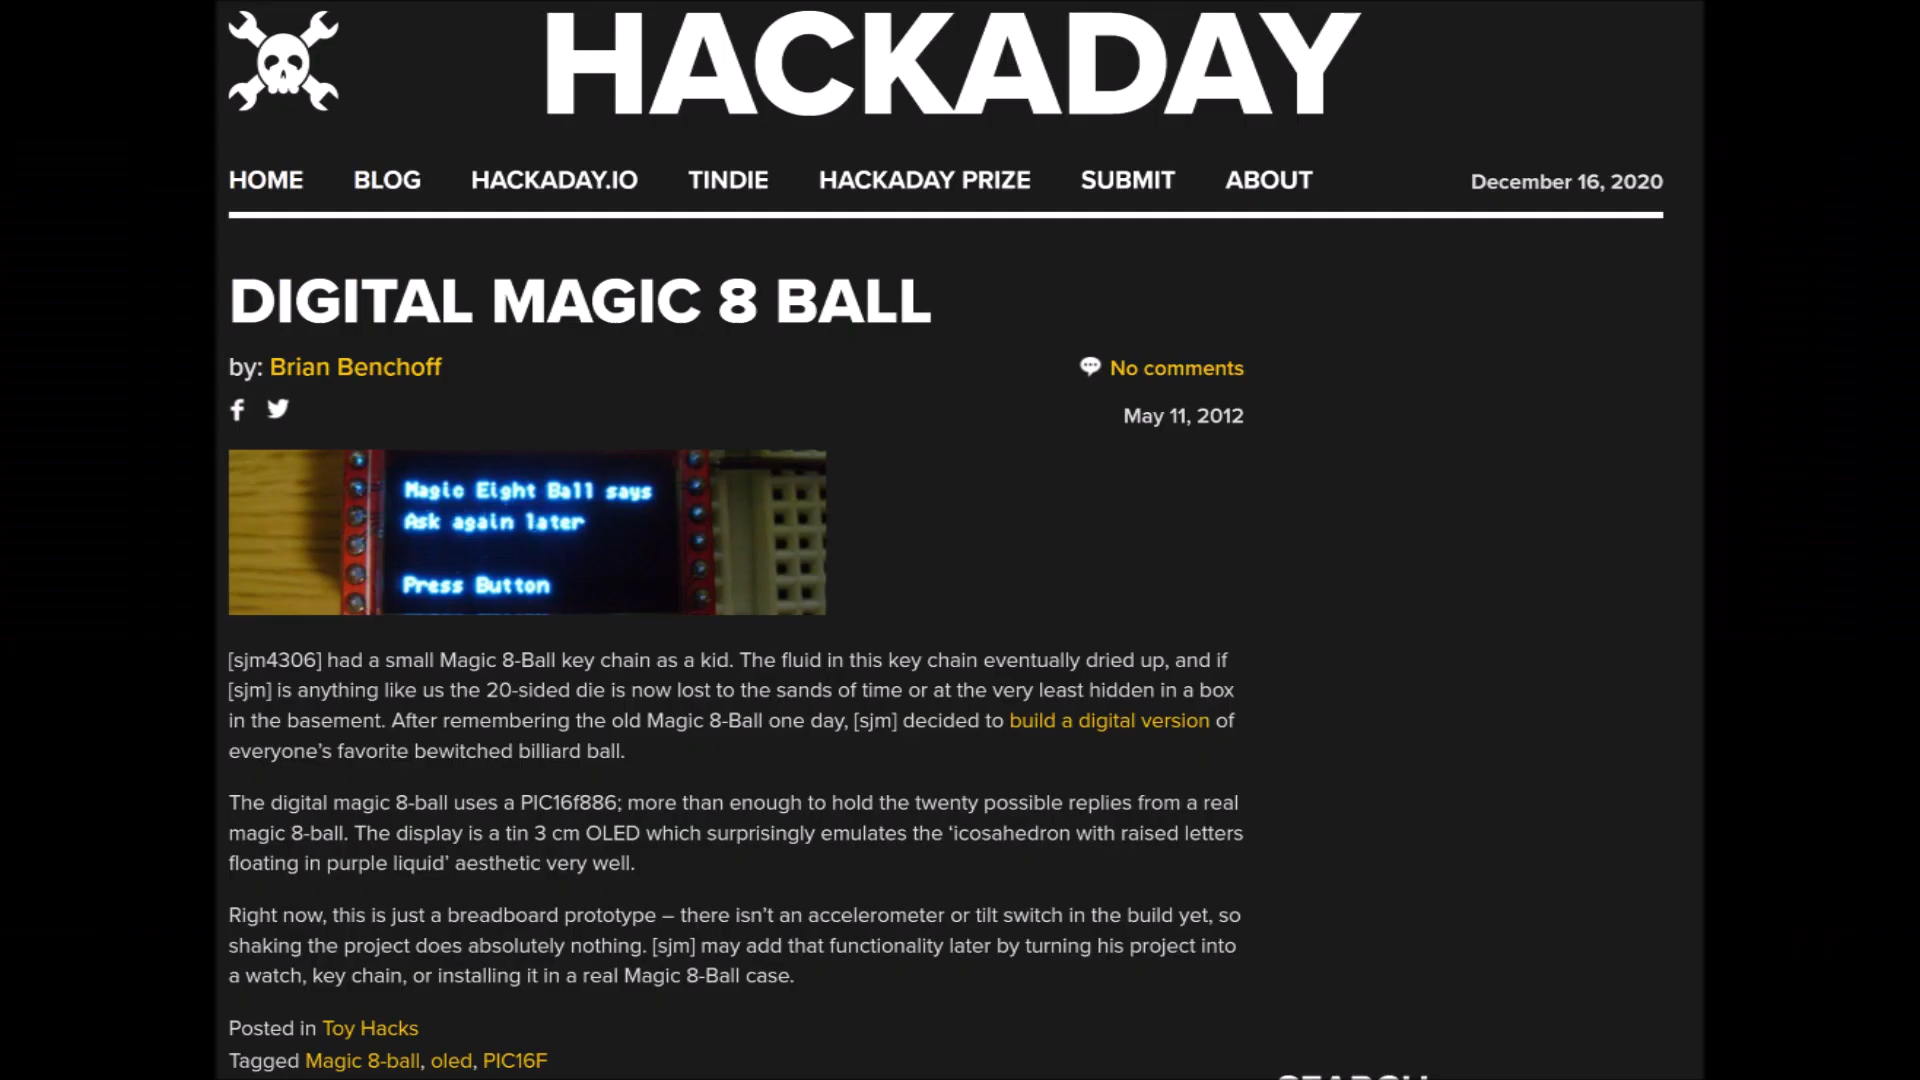 HACKADAY
HOME BLOG HACKADAY.IO TINDIE HACKADAY PRIZE SUBMIT ABOUT December 16, 2020
DIGITAL MAGIC 8 BALL
by: Brian Benchoff
No comments
May 11, 2012
Magic Eight Ball says
Ask again later
Press Button
[sjm4306] had a small Magic 8-Ball key chain as a kid. The fluid in this key chain eventually dried up, and if
[sjm] is anything like us the 20-sided die is now lost to the sands of time or at the very least hidden in a box
in the basement. After remembering the old Magic 8-Ball one day, [sjm] decided to build a digital version of
everyone’s favorite bewitched billiard ball.
The digital magic 8-ball uses a PIC16f886; more than enough to hold the twenty possible replies from a real
magic 8-ball. The display is a tin 3 cm OLED which surprisingly emulates the ‘icosahedron with raised letters
floating in purple liquid’ aesthetic very well.
Right now, this is just a breadboard prototype – there isn’t an accelerometer or tilt switch in the build yet, so
shaking the project does absolutely nothing. [sjm] may add that functionality later by turning his project into
a watch, key chain, or installing it in a real Magic 8-Ball case.
Posted in Toy Hacks
Tagged Magic 8-ball, oled, PIC16F